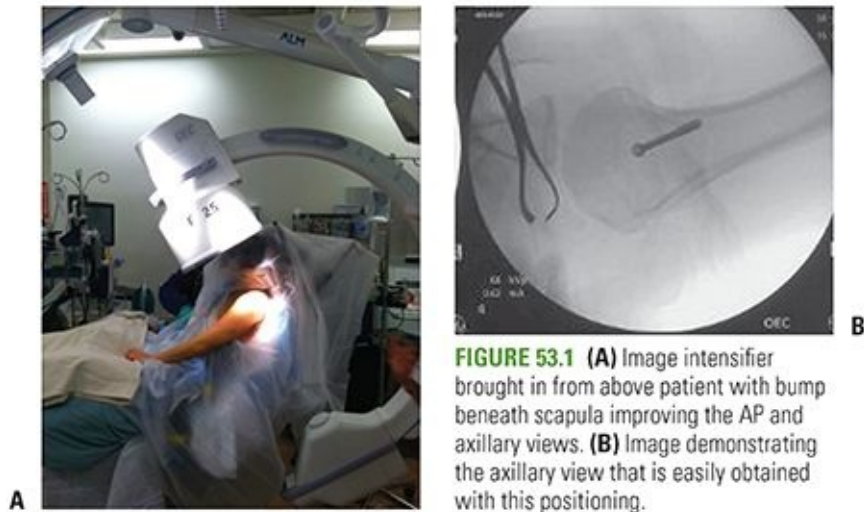 ALM
OEC
25
A
OEC
B
FIGURE 53.1 (A) Image intensifier
brought in from above patient with bump
beneath scapula improving the AP and
axillary views. (B) Image demonstrating
the axillary view that is easily obtained
with this positioning.